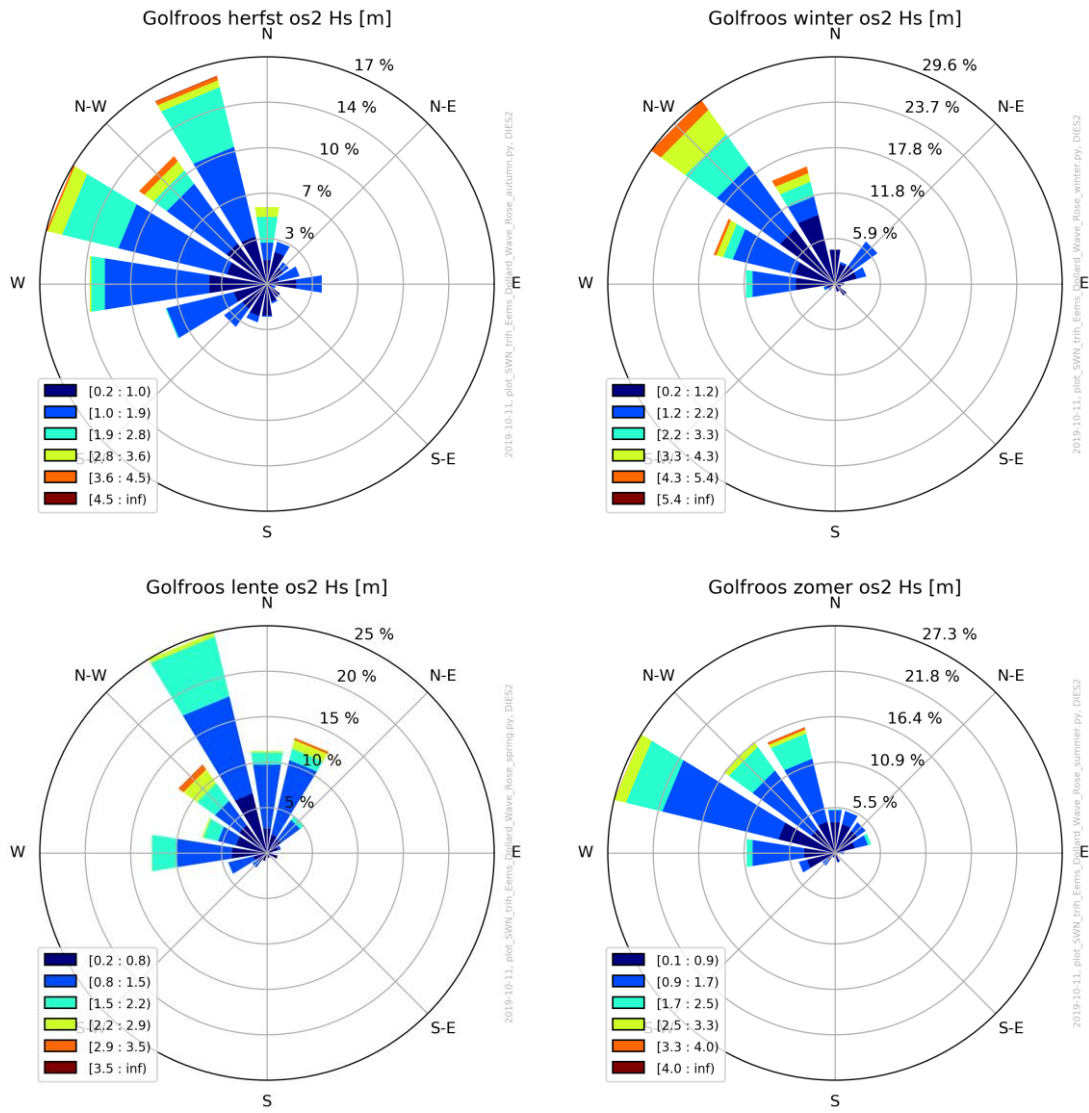 Golfroos herfst os2 Hs [m]
N
N-W
N-E
W
E
S-W
S-E
S
17 %
14 %
10 %
7 %
3 %
[0.2 : 1.0)
[1.0 : 1.9)
[1.9 : 2.8)
[2.8 : 3.6)
[3.6 : 4.5)
[4.5 : inf)
2019-10-11, plot_SWN_trih_Eems_Dollard_Wave_Rose_autumn.py, DIES2
Golfroos winter os2 Hs [m]
N
N-W
N-E
W
E
S-W
S-E
S
29.6 %
23.7 %
17.8 %
11.8 %
5.9 %
[0.2 : 1.2)
[1.2 : 2.2)
[2.2 : 3.3)
[3.3 : 4.3)
[4.3 : 5.4)
[5.4 : inf)
2019-10-11, plot_SWN_trih_Eems_Dollard_Wave_Rose_winter.py, DIES2
Golfroos lente os2 Hs [m]
N
N-W
N-E
W
E
S-W
S-E
S
25 %
20 %
15 %
10 %
5 %
[0.2 : 0.8)
[0.8 : 1.5)
[1.5 : 2.2)
[2.2 : 2.9)
[2.9 : 3.5)
[3.5 : inf)
2019-10-11, plot_SWN_trih_Eems_Dollard_Wave_Rose_spring.py, DIES2
Golfroos zomer os2 Hs [m]
N
N-W
N-E
W
E
S-W
S-E
S
27.3 %
21.8 %
16.4 %
10.9 %
5.5 %
[0.1 : 0.9)
[0.9 : 1.7)
[1.7 : 2.5)
[2.5 : 3.3)
[3.3 : 4.0)
[4.0 : inf)
2019-10-11, plot_SWN_trih_Eems_Dollard_Wave_Rose_summer.py, DIES2